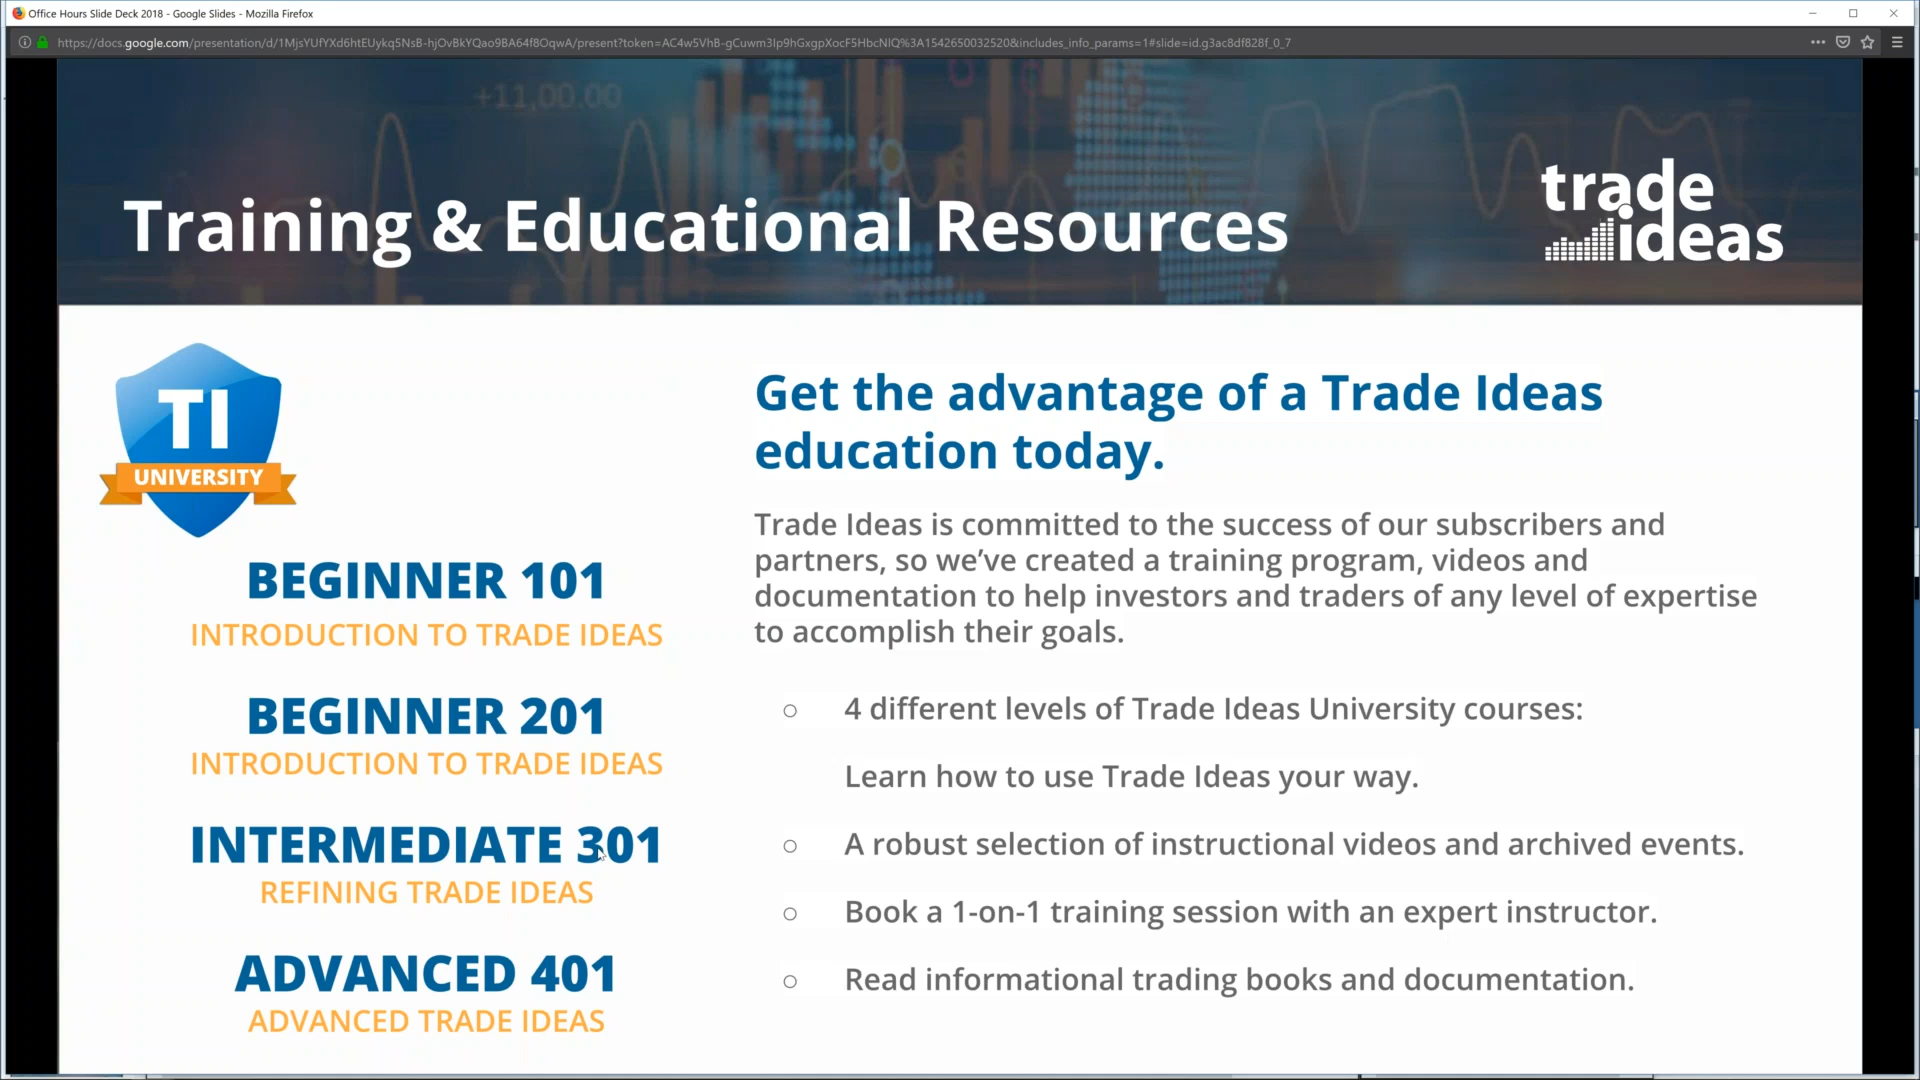 Office Hours Slide Deck 2018 - Google Slides - Mozilla Firefox
https://docs.google.com/presentation/d/1MjsYUfYXd6htEUykq5NsB-hjOvBkYQao9BA64f8OqwA/present?token=AC4w5VhB-gCuwm3Ip9hGxgpXocF5HbcNIQ%3A1542650032520&includes_info_params=1#slide=id.g3ac8df828f_0_7
+11,00.00
Training & Educational Resources
trade
ideas
TI
UNIVERSITY
BEGINNER 101
INTRODUCTION TO TRADE IDEAS
BEGINNER 201
INTRODUCTION TO TRADE IDEAS
INTERMEDIATE 301
REFINING TRADE IDEAS
ADVANCED 401
ADVANCED TRADE IDEAS
Get the advantage of a Trade Ideas
education today.
Trade Ideas is committed to the success of our subscribers and
partners, so we’ve created a training program, videos and
documentation to help investors and traders of any level of expertise
to accomplish their goals.
○ 4 different levels of Trade Ideas University courses:
Learn how to use Trade Ideas your way.
○ A robust selection of instructional videos and archived events.
○ Book a 1-on-1 training session with an expert instructor.
○ Read informational trading books and documentation.